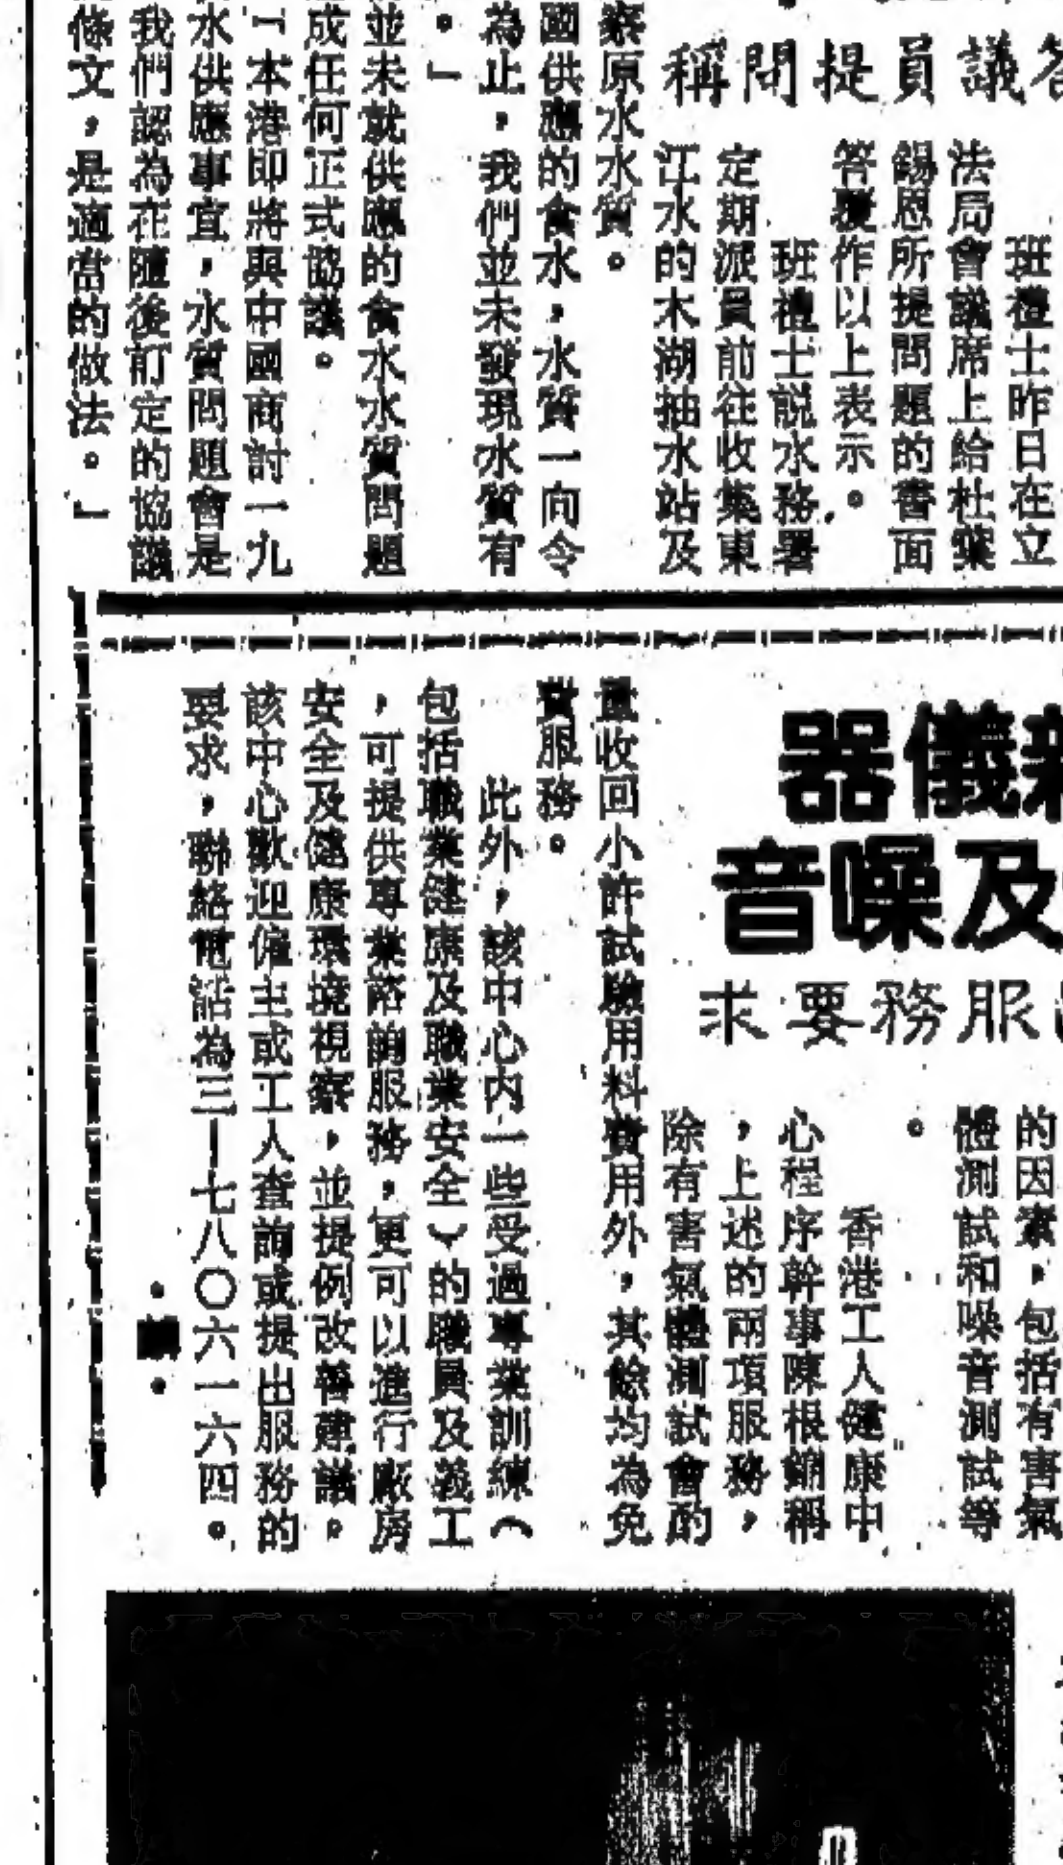 答議員提問稱
班禮士昨日在立
法局會議席上給杜葉
錫恩所提問題的書面
答覆作以上表示。
班禮士說水務署
定期派員前往收集東
江水的木湖抽水站及
察原水水質。
國供應的食水,水質一向令
為止,我們並未發現水質有
。」
並未就供應的食水水質問題
成任何正式協議。
「本港即將與中國商討一九
水供應事宜,水質問題會是
我們認為在隨後訂定的協議
條文,是適當的做法。」
新儀器
及噪音
服務要求
的因素,包括有害氣
體測試和噪音測試等
。
香港工人健康中
心程序幹事陳根錦稱
,上述的兩項服務,
除有害氣體測試會酌
量收回小許試驗用料費用外,其餘均為免
費服務。
此外,該中心內一些受過專業訓練(
包括職業健康及職業安全)的職員及義工
,可提供專業諮詢服務,更可以進行廠房
安全及健康環境視察,並提例改善建議。
該中心歡迎僱主或工人查詢或提出服務的
要求,聯絡電話為三—七八〇六一六四。